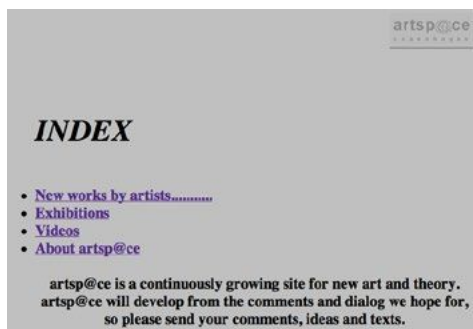 artsp@ce
copenhagen
INDEX
New works by artists...........
Exhibitions
Videos
About artsp@ce
artsp@ce is a continuously growing site for new art and theory.
artsp@ce will develop from the comments and dialog we hope for,
so please send your comments, ideas and texts.